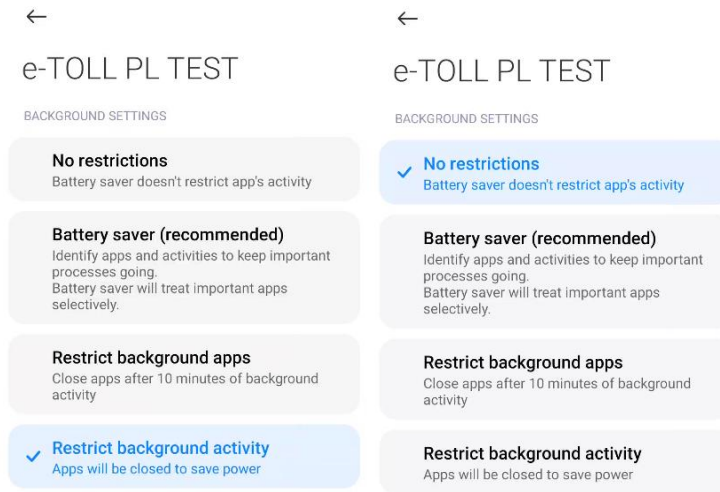 e-TOLL PL TEST
BACKGROUND SETTINGS
No restrictions
Battery saver doesn't restrict app's activity
Battery saver (recommended)
Identify apps and activities to keep important
processes going.
Battery saver will treat important apps
selectively.
Restrict background apps
Close apps after 10 minutes of background
activity
Restrict background activity
Apps will be closed to save power
e-TOLL PL TEST
BACKGROUND SETTINGS
No restrictions
Battery saver doesn't restrict app's activity
Battery saver (recommended)
Identify apps and activities to keep important
processes going.
Battery saver will treat important apps
selectively.
Restrict background apps
Close apps after 10 minutes of background
activity
Restrict background activity
Apps will be closed to save power